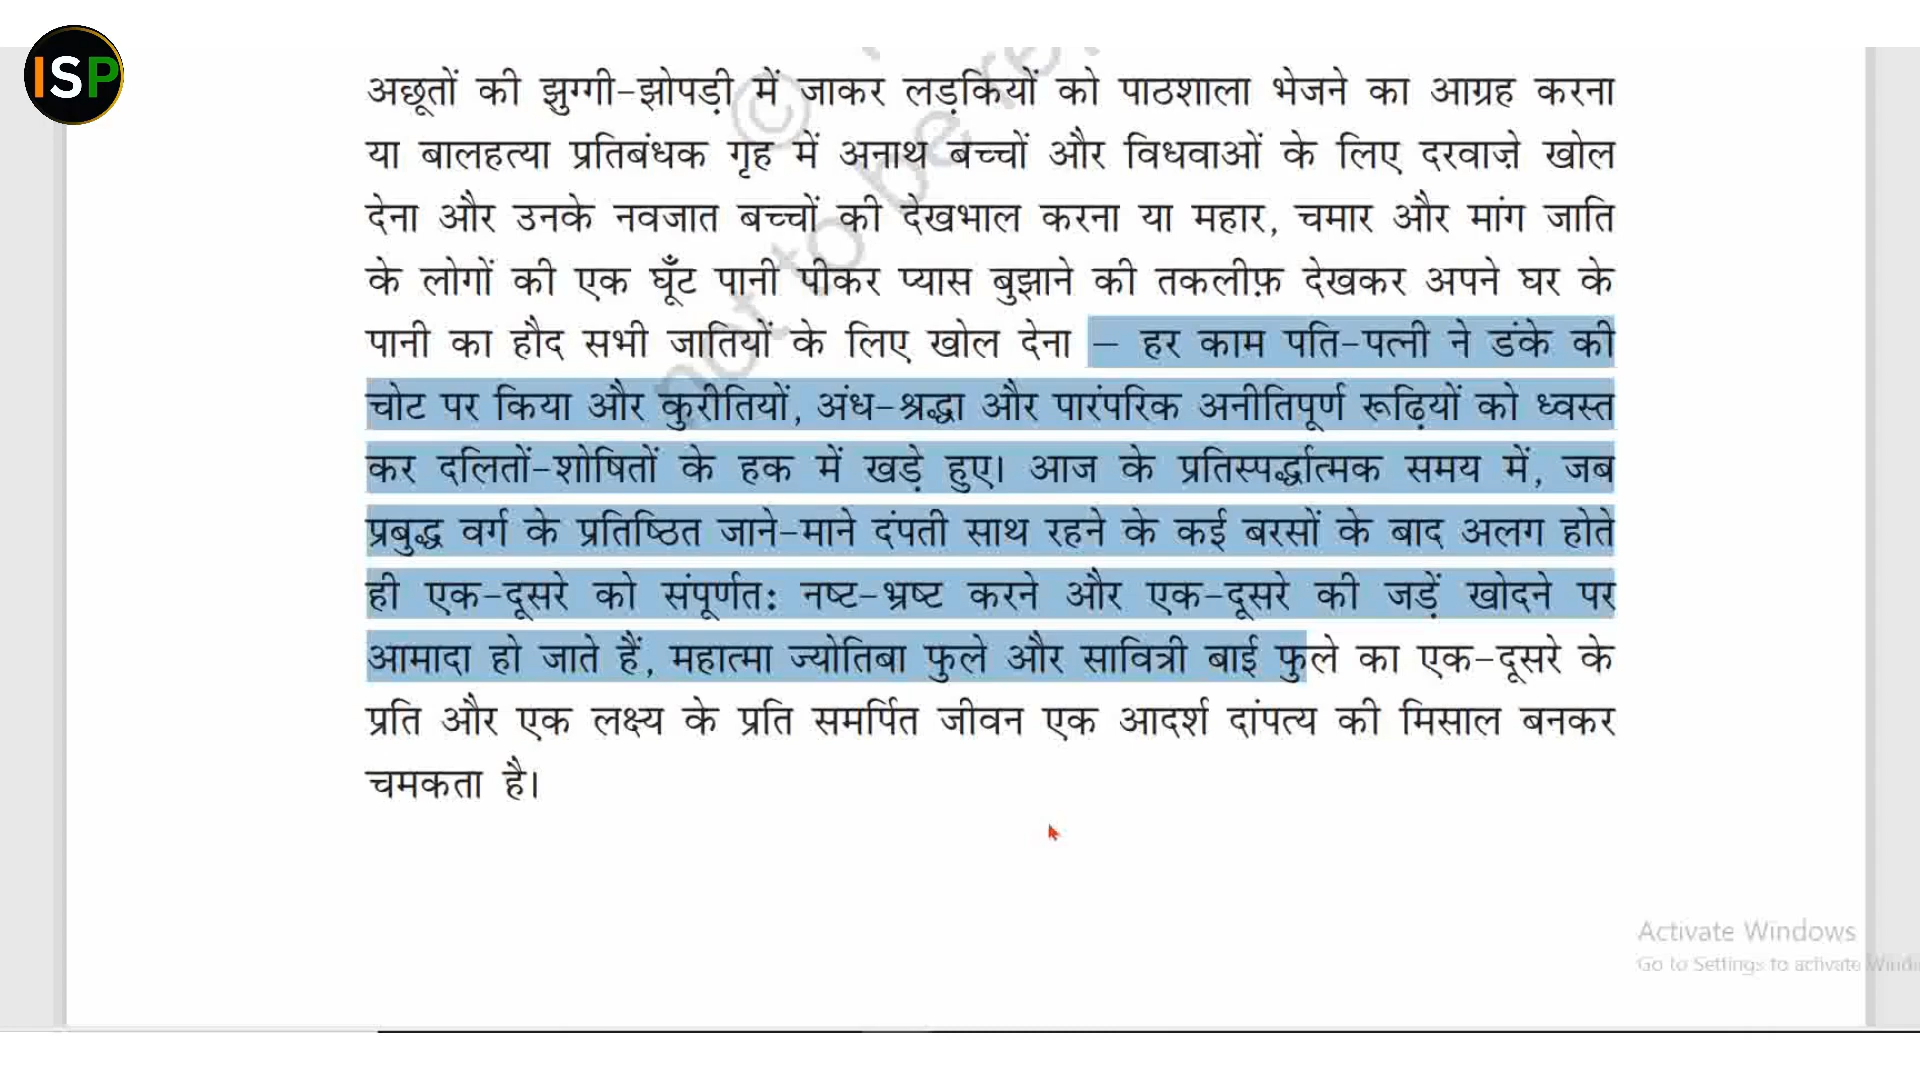 ISP
अछूतों की झुग्गी-झोपड़ी में जाकर लड़कियों को पाठशाला भेजने का आग्रह करना
या बालहत्या प्रतिबंधक गृह में अनाथ बच्चों और विधवाओं के लिए दरवाज़े खोल
देना और उनके नवजात बच्चों की देखभाल करना या महार, चमार और मांग जाति
के लोगों की एक घूँट पानी पीकर प्यास बुझाने की तकलीफ़ देखकर अपने घर के
पानी का हौद सभी जातियों के लिए खोल देना – हर काम पति-पत्नी ने डंके की
चोट पर किया और कुरीतियों, अंध-श्रद्धा और पारंपरिक अनीतिपूर्ण रूढ़ियों को ध्वस्त
कर दलितों-शोषितों के हक में खड़े हुए। आज के प्रतिस्पर्द्धात्मक समय में, जब
प्रबुद्ध वर्ग के प्रतिष्ठित जाने-माने दंपती साथ रहने के कई बरसों के बाद अलग होते
ही एक-दूसरे को संपूर्णतः नष्ट-भ्रष्ट करने और एक-दूसरे की जड़ें खोदने पर
आमादा हो जाते हैं, महात्मा ज्योतिबा फुले और सावित्री बाई फुले का एक-दूसरे के
प्रति और एक लक्ष्य के प्रति समर्पित जीवन एक आदर्श दांपत्य की मिसाल बनकर
चमकता है।
© not to be re
Activate Windows
Go to Settings to activate Windo